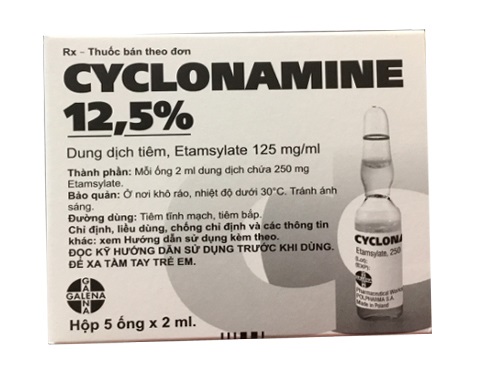 Rx – Thuốc bán theo đơn
CYCLONAMINE
12,5%
Dung dịch tiêm, Etamsylate 125 mg/ml
Thành phần: Mỗi ống 2 ml dung dịch chứa 250 mg
Etamsylate.
Bảo quản: Ở nơi khô ráo, nhiệt độ dưới 30°C. Tránh ánh
sáng.
Đường dùng: Tiêm tĩnh mạch, tiêm bắp.
Chỉ định, liều dùng, chống chỉ định và các thông tin
khác: xem Hướng dẫn sử dụng kèm theo.
ĐỌC KỸ HƯỚNG DẪN SỬ DỤNG TRƯỚC KHI DÙNG.
ĐỂ XA TẦM TAY TRẺ EM.
GALENA
GALENA
Hộp 5 ống x 2 ml.
CYCLONA
Etamsylate, 250
Pharmaceutical Works
POLPHARMA S.A.
Made in Poland